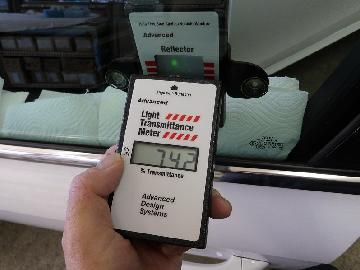 Advanced
Reflector
Advanced
Light
Transmittance
Meter
74.2
% Transmittance
Advanced
Design
Systems